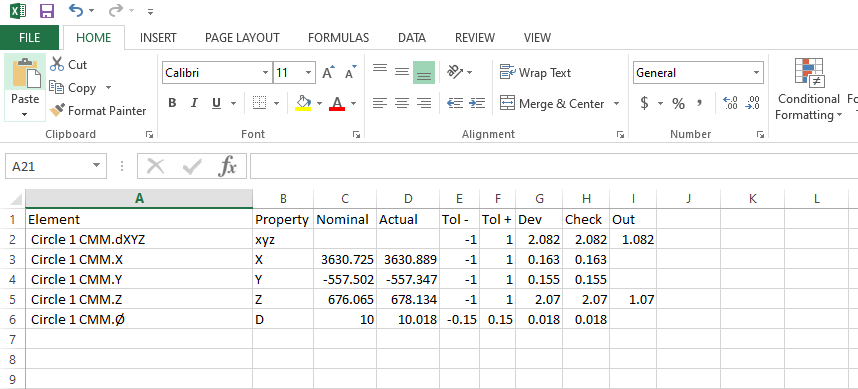 FILE HOME INSERT PAGE LAYOUT FORMULAS DATA REVIEW VIEW
Paste
Cut
Copy
Format Painter
Calibri 11 A A
Wrap Text
General
B I U A
Merge & Center
$ % ,
Conditional
Formatting
Fo
Clipboard Font Alignment Number
A21 fx
A B C D E F G H I J K L
1 Element Property Nominal Actual Tol - Tol + Dev Check Out
2 Circle 1 CMM.dXYZ xyz -1 1 2.082 2.082 1.082
3 Circle 1 CMM.X X 3630.725 3630.889 -1 1 0.163 0.163
4 Circle 1 CMM.Y Y -557.502 -557.347 -1 1 0.155 0.155
5 Circle 1 CMM.Z Z 676.065 678.134 -1 1 2.07 2.07 1.07
6 Circle 1 CMM.Ø D 10 10.018 -0.15 0.15 0.018 0.018
7
8
9